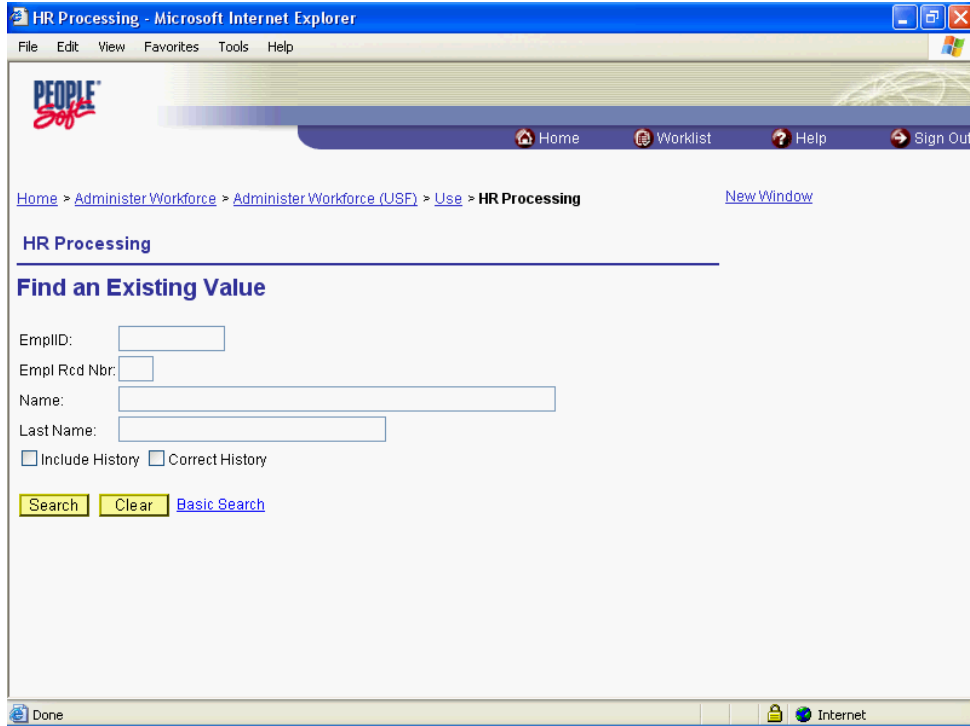 HR Processing - Microsoft Internet Explorer
File Edit View Favorites Tools Help
PEOPLE
Soft
Home Worklist Help Sign Out
Home > Administer Workforce > Administer Workforce (USF) > Use > HR Processing New Window
HR Processing
Find an Existing Value
EmplID:
Empl Rcd Nbr:
Name:
Last Name:
Include History Correct History
Search Clear Basic Search
Done Internet